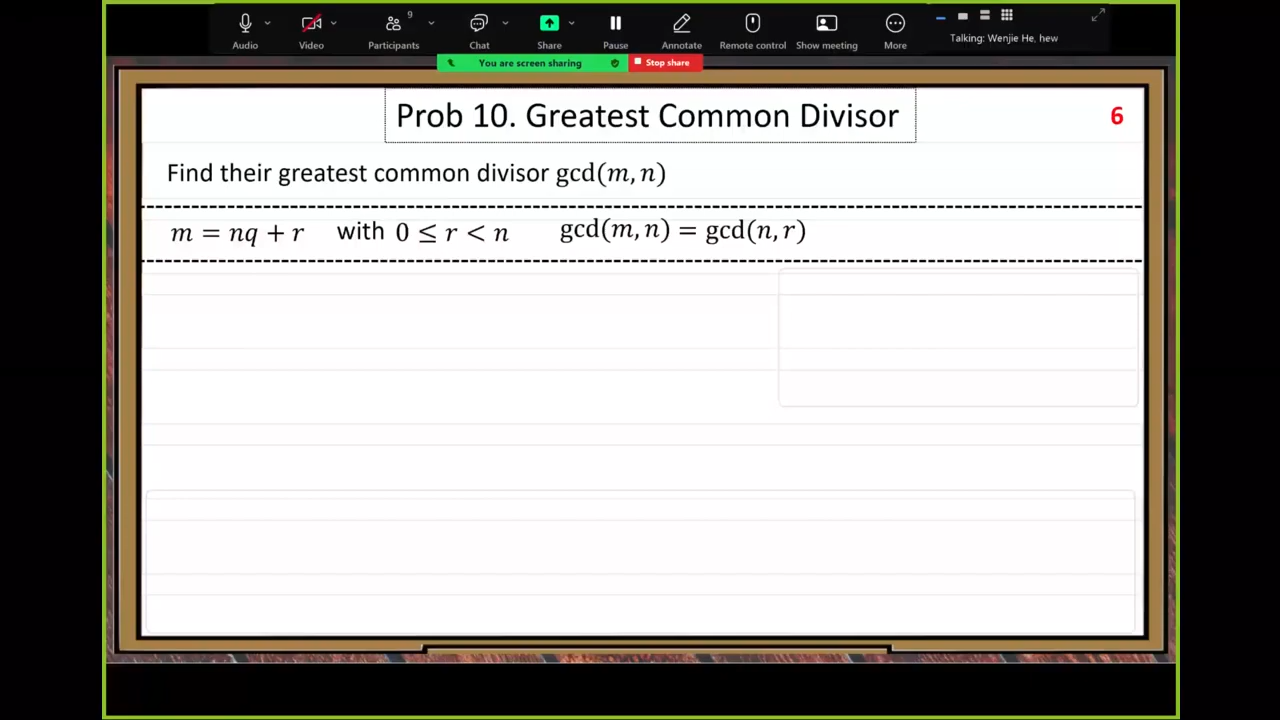 9
Audio Video Participants Chat Share Pause Annotate Remote control Show meeting More
Talking: Wenjie He, hew
You are screen sharing Stop share
Prob 10. Greatest Common Divisor
6
Find their greatest common divisor gcd(m, n)
m = nq + r with 0 ≤ r < n gcd(m, n) = gcd(n, r)